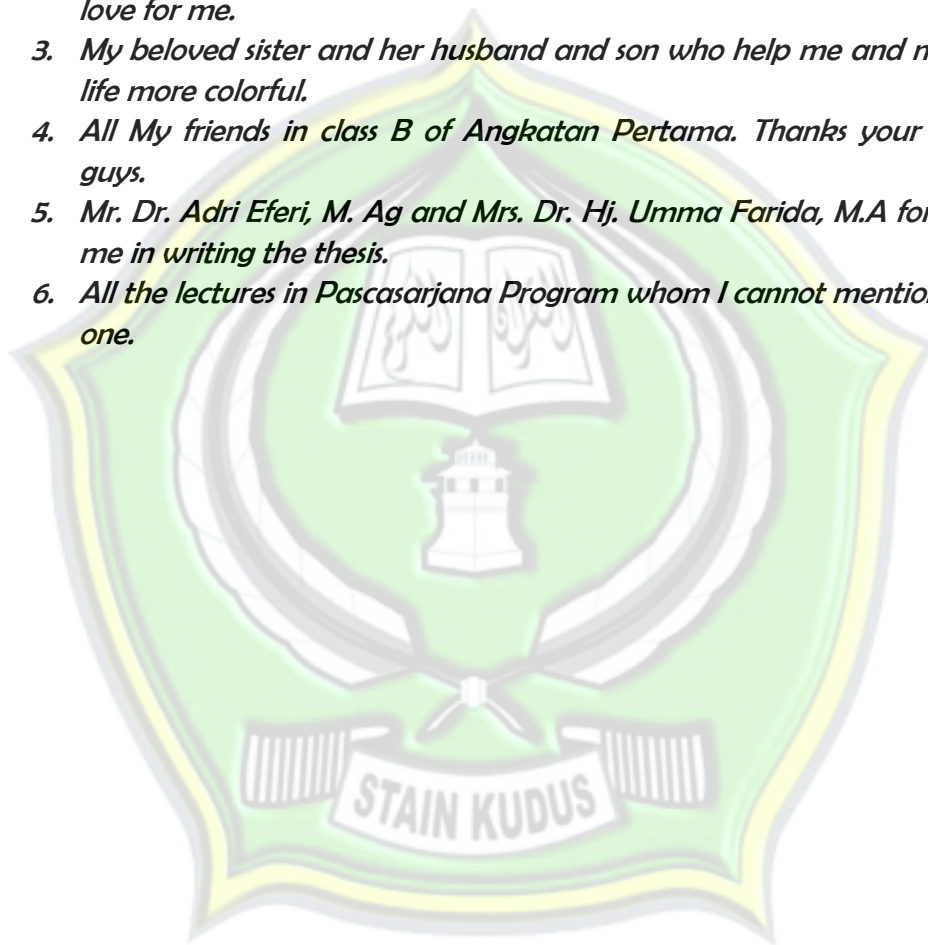 love for me.
3. My beloved sister and her husband and son who help me and
life more colorful.
4. All My friends in class B of Angkatan Pertama. Thanks your
guys.
5. Mr. Dr. Adri Eferi, M. Ag and Mrs. Dr. Hj. Umma Farida, M.A for
me in writing the thesis.
6. All the lectures in Pascasarjana Program whom I cannot mention
one.
STAIN KUDUS